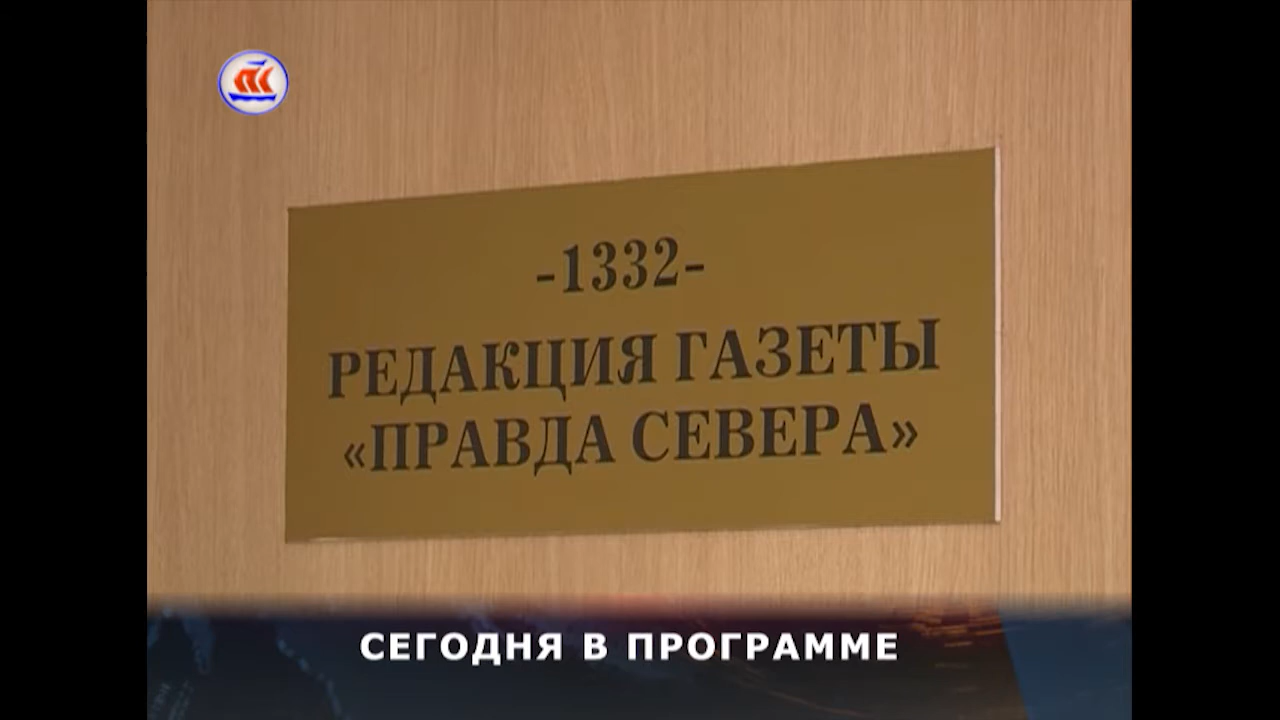 -1332-
РЕДАКЦИЯ ГАЗЕТЫ
«ПРАВДА СЕВЕРА»
СЕГОДНЯ В ПРОГРАММЕ